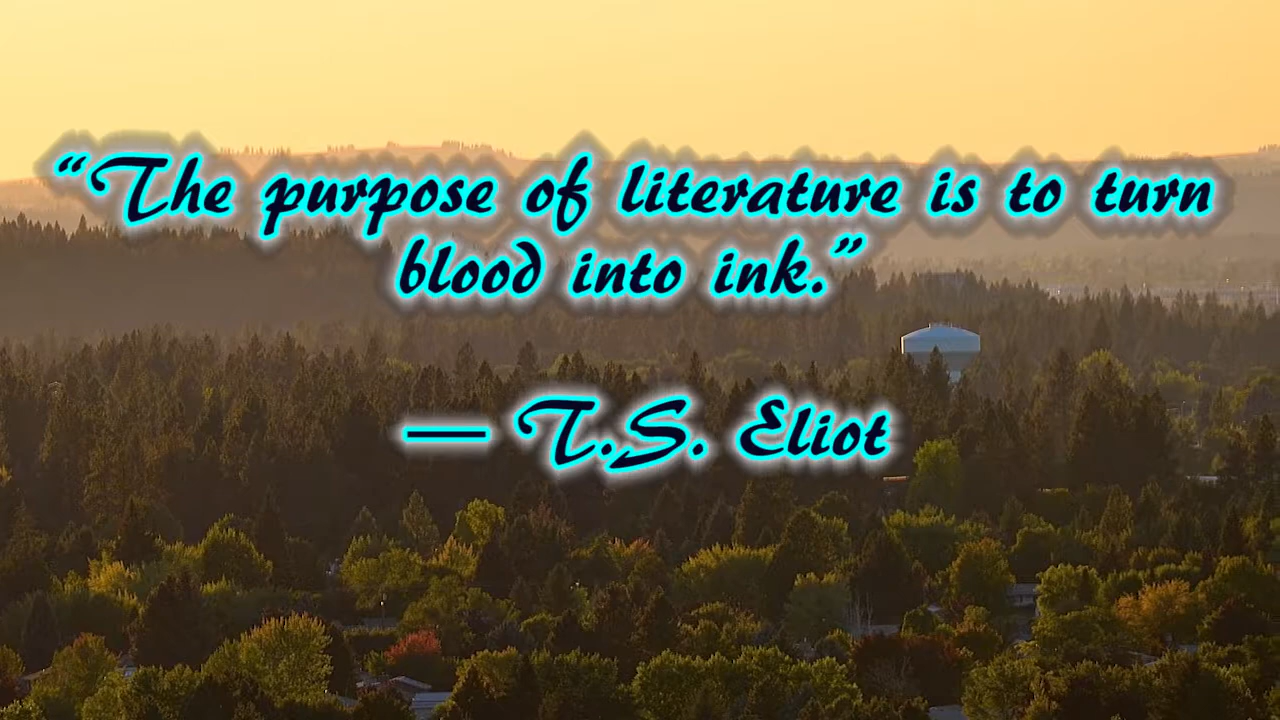 “The purpose of literature is to turn
blood into ink.”
— T.S. Eliot